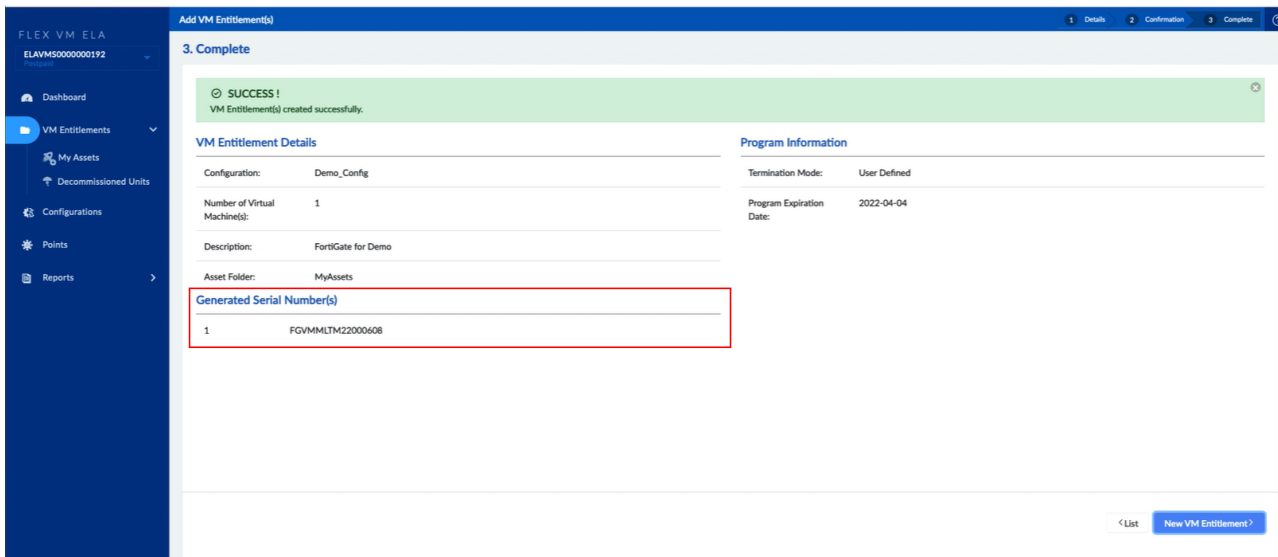 FLEX VM ELA
ELAVMS0000000192
Postpaid
Dashboard
VM Entitlements
My Assets
Decommissioned Units
Configurations
Points
Reports
Add VM Entitlement(s)
1 Details 2 Confirmation 3 Complete
3. Complete
SUCCESS !
VM Entitlement(s) created successfully.
VM Entitlement Details
Configuration: Demo_Config
Number of Virtual Machine(s): 1
Description: FortiGate for Demo
Asset Folder: MyAssets
Generated Serial Number(s)
1 FGVMMLTM22000608
Program Information
Termination Mode: User Defined
Program Expiration Date: 2022-04-04
<List
New VM Entitlement>